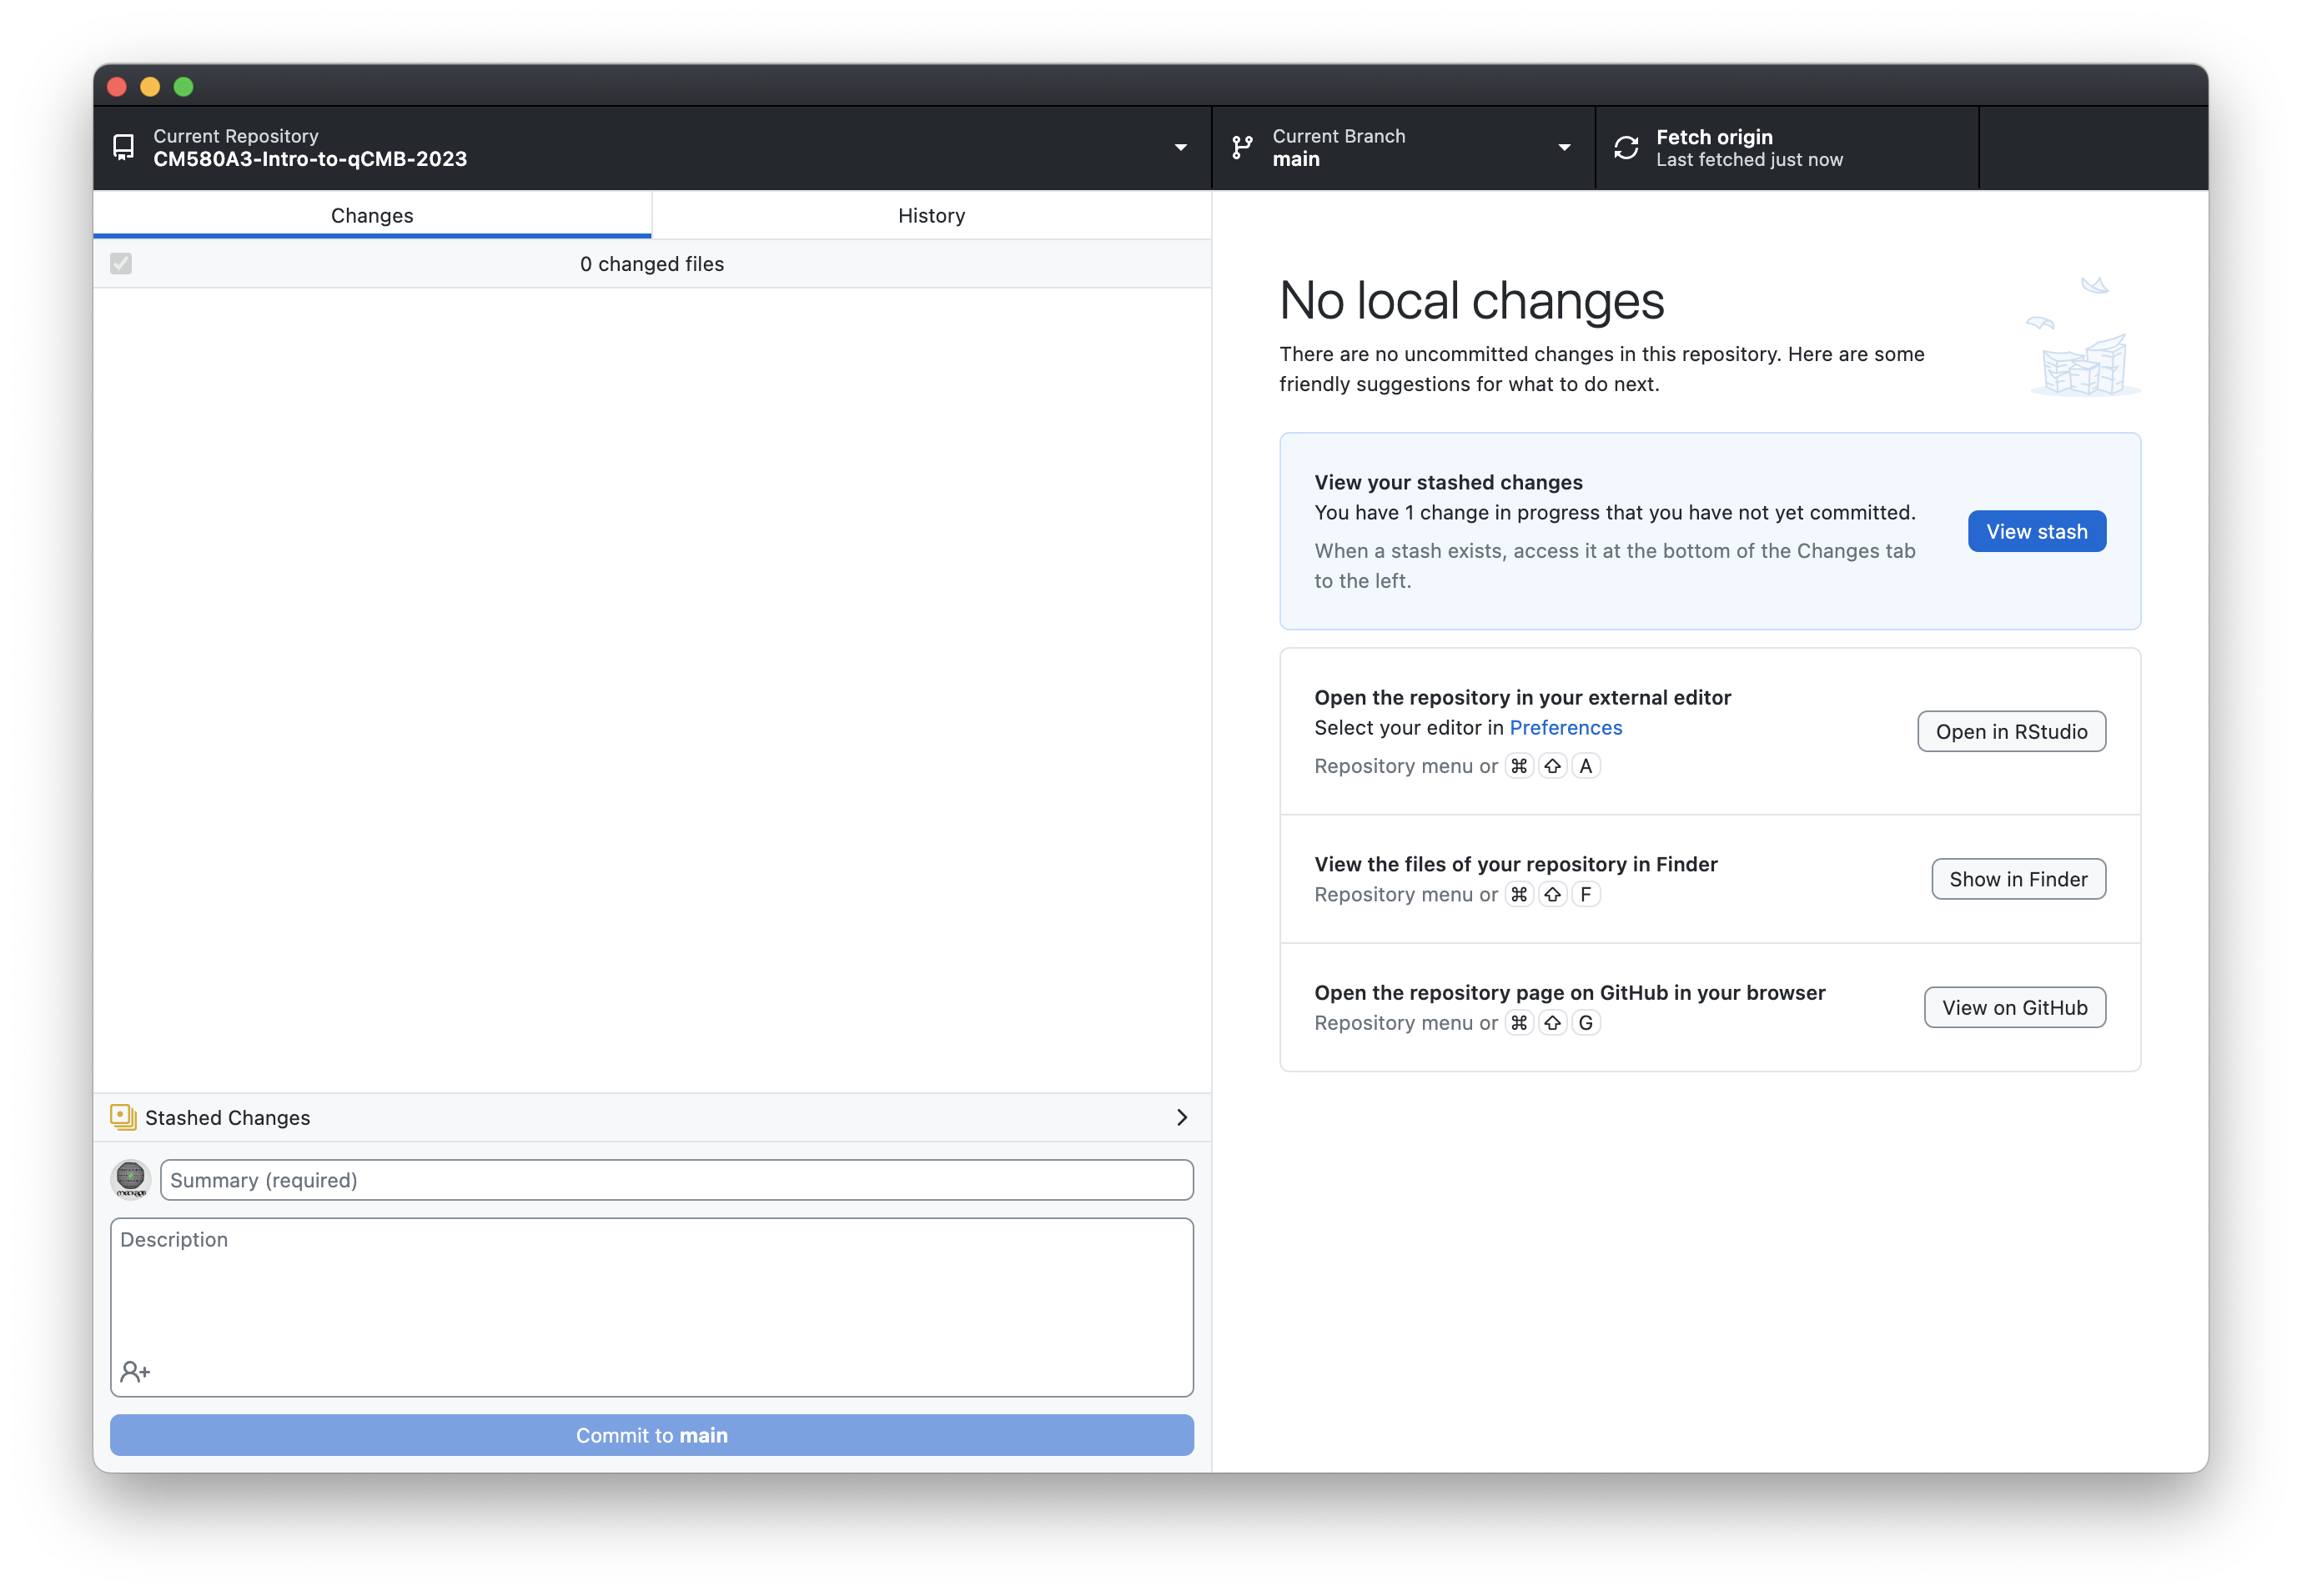 Current Repository
CM580A3-Intro-to-qCMB-2023
Current Branch
main
Fetch origin
Last fetched just now
Changes
History
0 changed files
No local changes
There are no uncommitted changes in this repository. Here are some
friendly suggestions for what to do next.
View your stashed changes
You have 1 change in progress that you have not yet committed.
When a stash exists, access it at the bottom of the Changes tab
to the left.
View stash
Open the repository in your external editor
Select your editor in Preferences
Repository menu or ⌘ ⇧ A
Open in RStudio
View the files of your repository in Finder
Repository menu or ⌘ ⇧ F
Show in Finder
Open the repository page on GitHub in your browser
Repository menu or ⌘ ⇧ G
View on GitHub
Stashed Changes
Summary (required)
Description
Commit to main